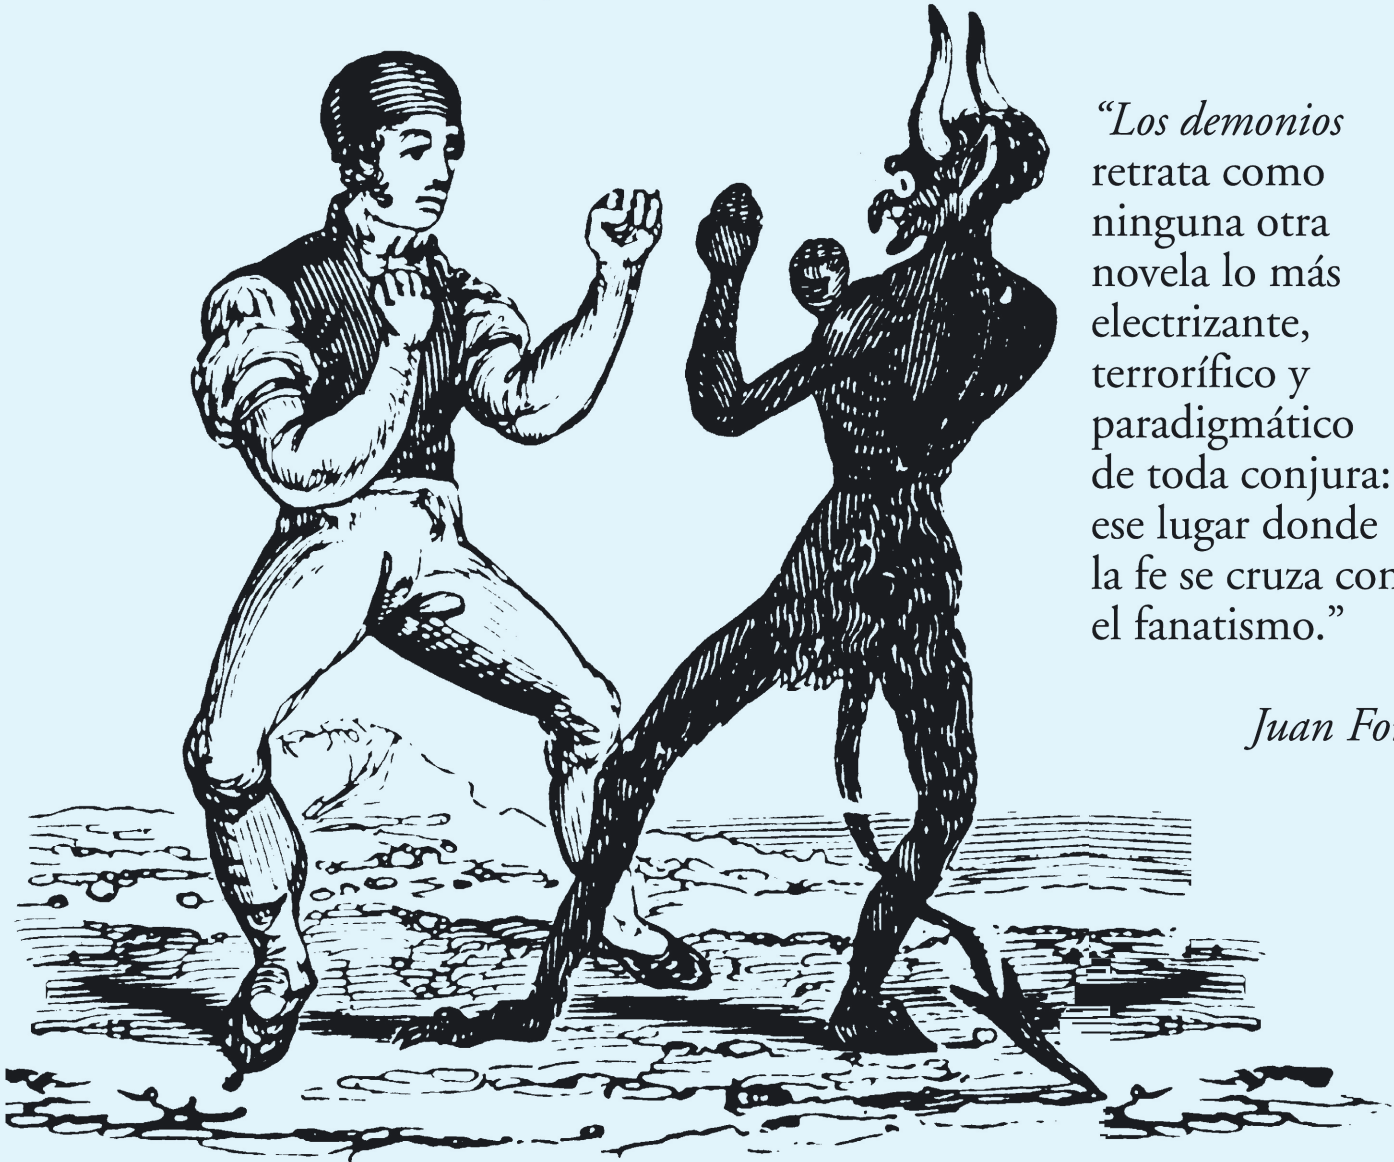 “Los demonios
retrata como
ninguna otra
novela lo más
electrizante,
terrorífico y
paradigmático
de toda conjura:
ese lugar donde
la fe se cruza con
el fanatismo.”
Juan